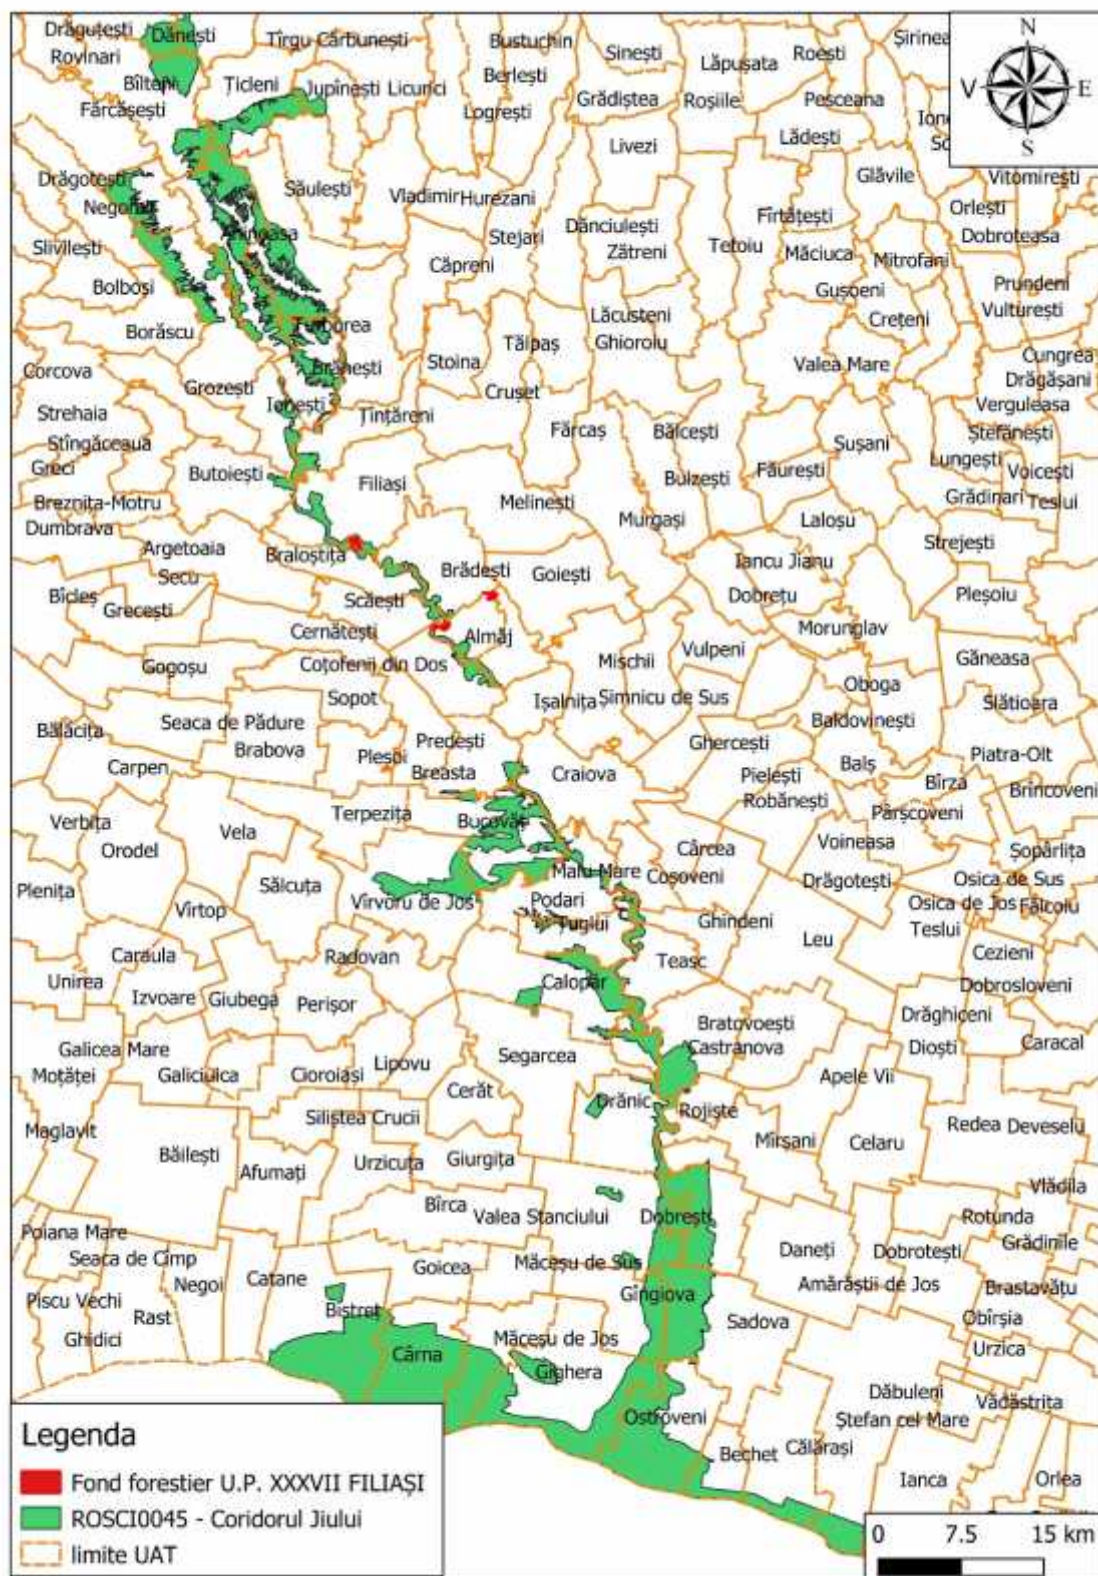 Drăguțești
Dănești
Tîrgu Cărbunești
Bustuchin
Sinești
Roești
Șirinea
N
Rovinari
Lăpușata
Bîlteni
Țicleni
Jupînești
Licurici
Berlești
Grădiștea
Roșiile
Pesceana
V
E
Fărcășești
Logrești
Livezi
Lădești
S
Drăgotești
Săulești
Vladimir
Hurezani
Glăvile
Vitomirești
Dănciulești
Fîrtățești
Orlești
Slivilești
Stejari
Zătreni
Tetoiu
Măciuca
Mitrofani
Dobroteasa
Bolboși
Căpreni
Gușoeni
Prundeni
Borăscu
Lăcusteni
Crețeni
Vulturești
Tălpaș
Ghioroiu
Corcova
Brănești
Stoina
Valea Mare
Cungrea
Grozești
Crușet
Drăgășani
Strehaia
Ionești
Țînțăreni
Verguleasa
Stîngăceaua
Fărcaș
Bălcești
Sușani
Ștefănești
Greci
Butoiești
Filiași
Bulzești
Făurești
Lungești
Voicești
Breznița-Motru
Melinești
Grădinari
Teslui
Dumbrava
Murgași
Laloșu
Argetoaia
Braloștița
Strejești
Secu
Brădești
Goiești
Iancu Jianu
Bîcleș
Scăești
Dobrețu
Pleșoiu
Grecești
Cernătești
Almăj
Morunglav
Gogoșu
Coțofenii din Dos
Mischii
Vulpeni
Găneasa
Sopot
Ișalnița
Șimnicu de Sus
Oboga
Slătioara
Bălăcița
Seaca de Pădure
Predești
Baldovinești
Brabova
Pleșoi
Ghercești
Piatra-Olt
Carpen
Breasta
Craiova
Pielești
Balș
Bîrza
Terpezița
Robănești
Brîncoveni
Verbița
Vela
Bucovăț
Pârșcoveni
Orodel
Cârcea
Voineasa
Șopârlița
Plenița
Sălcuța
Malu Mare
Coșoveni
Drăgotești
Osica de Sus
Vîrtop
Vîrvoru de Jos
Podari
Osica de Jos
Fălcoiu
Țuglui
Ghindeni
Leu
Teslui
Caraula
Radovan
Teasc
Cezieni
Unirea
Izvoare
Giubega
Perișor
Calopăr
Dobrosloveni
Bratovoești
Drăghiceni
Galicea Mare
Segarcea
Castranova
Dioști
Caracal
Moțăței
Galiciuica
Cioroiași
Lipovu
Apele Vii
Cerăt
Drănic
Maglavit
Siliștea Crucii
Rojiște
Redea
Deveselu
Băilești
Afumați
Urzicuța
Giurgița
Mîrșani
Celaru
Vlădila
Bîrca
Valea Stanciului
Dobrești
Rotunda
Poiana Mare
Daneți
Dobrotești
Grădinile
Seaca de Cîmp
Goicea
Măceșu de Sus
Piscu Vechi
Negoi
Catane
Gîngiova
Amărăștii de Jos
Brastavățu
Rast
Bistreț
Sadova
Obîrșia
Ghidici
Măceșu de Jos
Urzica
Cârna
Gighera
Dăbuleni
Vădăstrița
Ostroveni
Ștefan cel Mare
Bechet
Călărași
Ianca
Orlea
Legenda
Fond forestier U.P. XXXVII FILIAȘI
ROSCI0045 - Coridorul Jiului
limite UAT
0 7.5 15 km